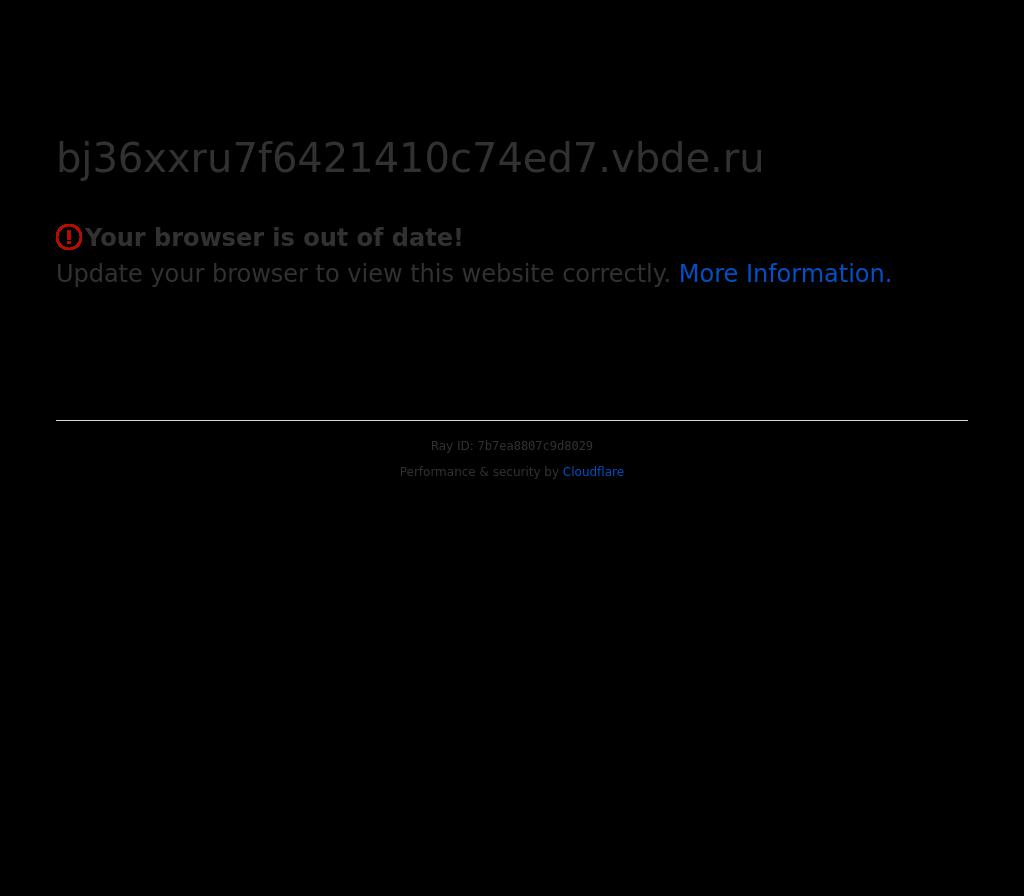 bj36xxru7f6421410c74ed7.vbde.ru
Your browser is out of date!
Update your browser to view this website correctly. More Information.
Ray ID: 7b7ea8807c9d8029
Performance & security by Cloudflare